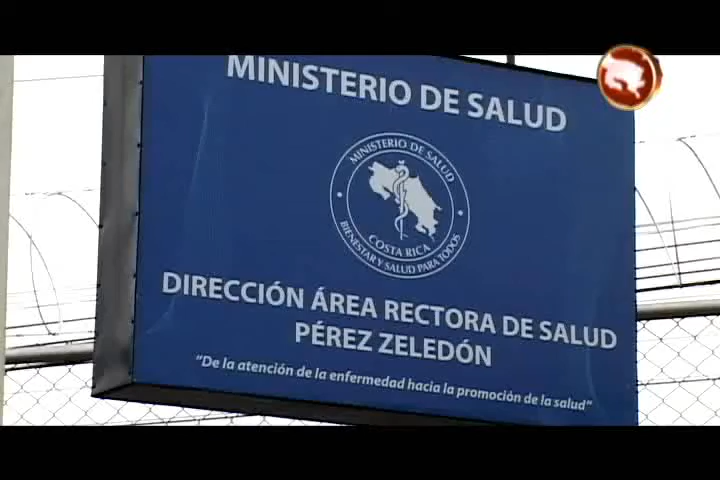 MINISTERIO DE SALUD
MINISTERIO DE SALUD
COSTA RICA
BIENESTAR Y SALUD PARA TODOS
DIRECCIÓN ÁREA RECTORA DE SALUD
PÉREZ ZELEDÓN
"De la atención de la enfermedad hacia la promoción de la salud"